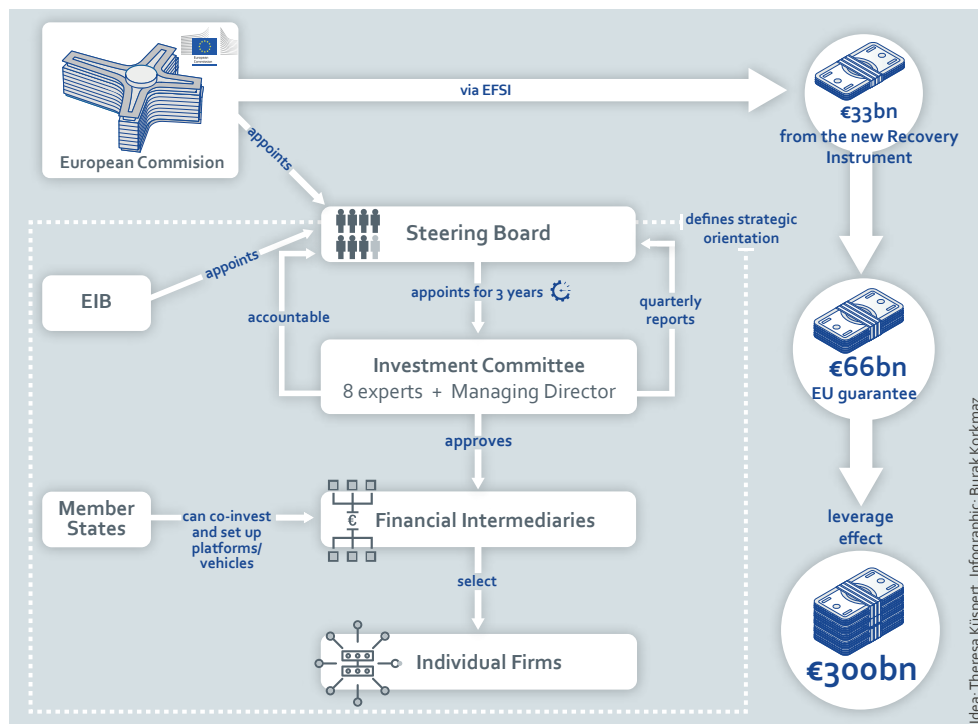 European
Commission
European Commision
via EFSI
€33bn
from the new Recovery
Instrument
appoints
Steering Board
defines strategic
orientation
EIB
appoints
appoints for 3 years
accountable
quarterly
reports
Investment Committee
8 experts + Managing Director
€66bn
EU guarantee
approves
Member
States
can co-invest
and set up
platforms/
vehicles
€
Financial Intermediaries
leverage
effect
select
Individual Firms
€300bn
Idea: Theresa Küspert, Infographic: Burak Korkmaz